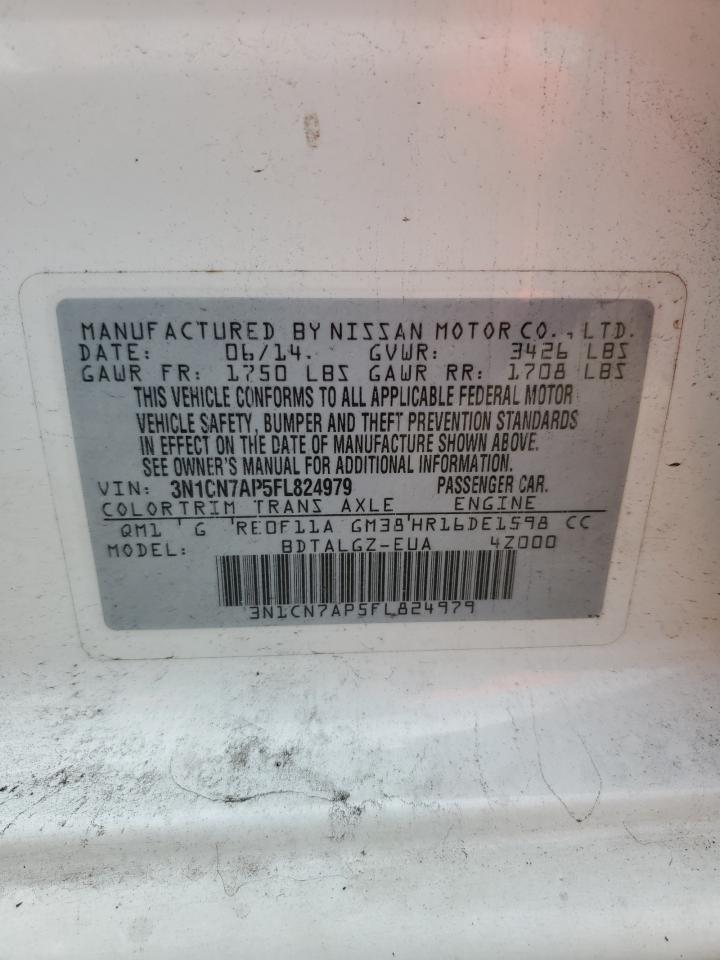 MANUFACTURED BY NISSAN MOTOR CO., LTD.
DATE: 06/14. GVWR: 3426 LBS
GAWR FR: 1750 LBS GAWR RR: 1708 LBS
THIS VEHICLE CONFORMS TO ALL APPLICABLE FEDERAL MOTOR
VEHICLE SAFETY, BUMPER AND THEFT PREVENTION STANDARDS
IN EFFECT ON THE DATE OF MANUFACTURE SHOWN ABOVE.
SEE OWNER'S MANUAL FOR ADDITIONAL INFORMATION.
VIN: 3N1CN7AP5FL824979 PASSENGER CAR.
COLORTRIM TRANS AXLE ENGINE
QM1 ' G 'RE0F11A GM38'HR16DE1598 CC
MODEL: BDTALGZ-EUA 4Z000
3N1CN7AP5FL824979